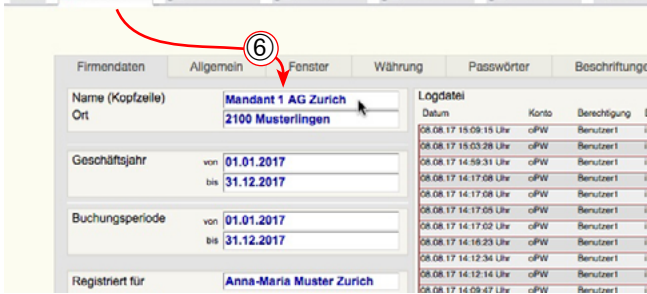 6
Firmendaten Allgemein Fenster Währung Passwörter Beschriftunge
Name (Kopfzeile) Mandant 1 AG Zurich
Ort 2100 Musterlingen
Geschäftsjahr von 01.01.2017
bis 31.12.2017
Buchungsperiode von 01.01.2017
bis 31.12.2017
Registriert für Anna-Maria Muster Zurich
Logdatei
Datum Konto Berechtigung
08.08.17 15:09:15 Uhr oPW Benutzer1
08.08.17 15:03:28 Uhr oPW Benutzer1
08.08.17 14:59:31 Uhr oPW Benutzer1
08.08.17 14:17:08 Uhr oPW Benutzer1
08.08.17 14:17:08 Uhr oPW Benutzer1
08.08.17 14:17:05 Uhr oPW Benutzer1
08.08.17 14:17:02 Uhr oPW Benutzer1
08.08.17 14:16:23 Uhr oPW Benutzer1
08.08.17 14:12:34 Uhr oPW Benutzer1
08.08.17 14:12:14 Uhr oPW Benutzer1
08.08.17 14:09:47 Uhr oPW Benutzer1